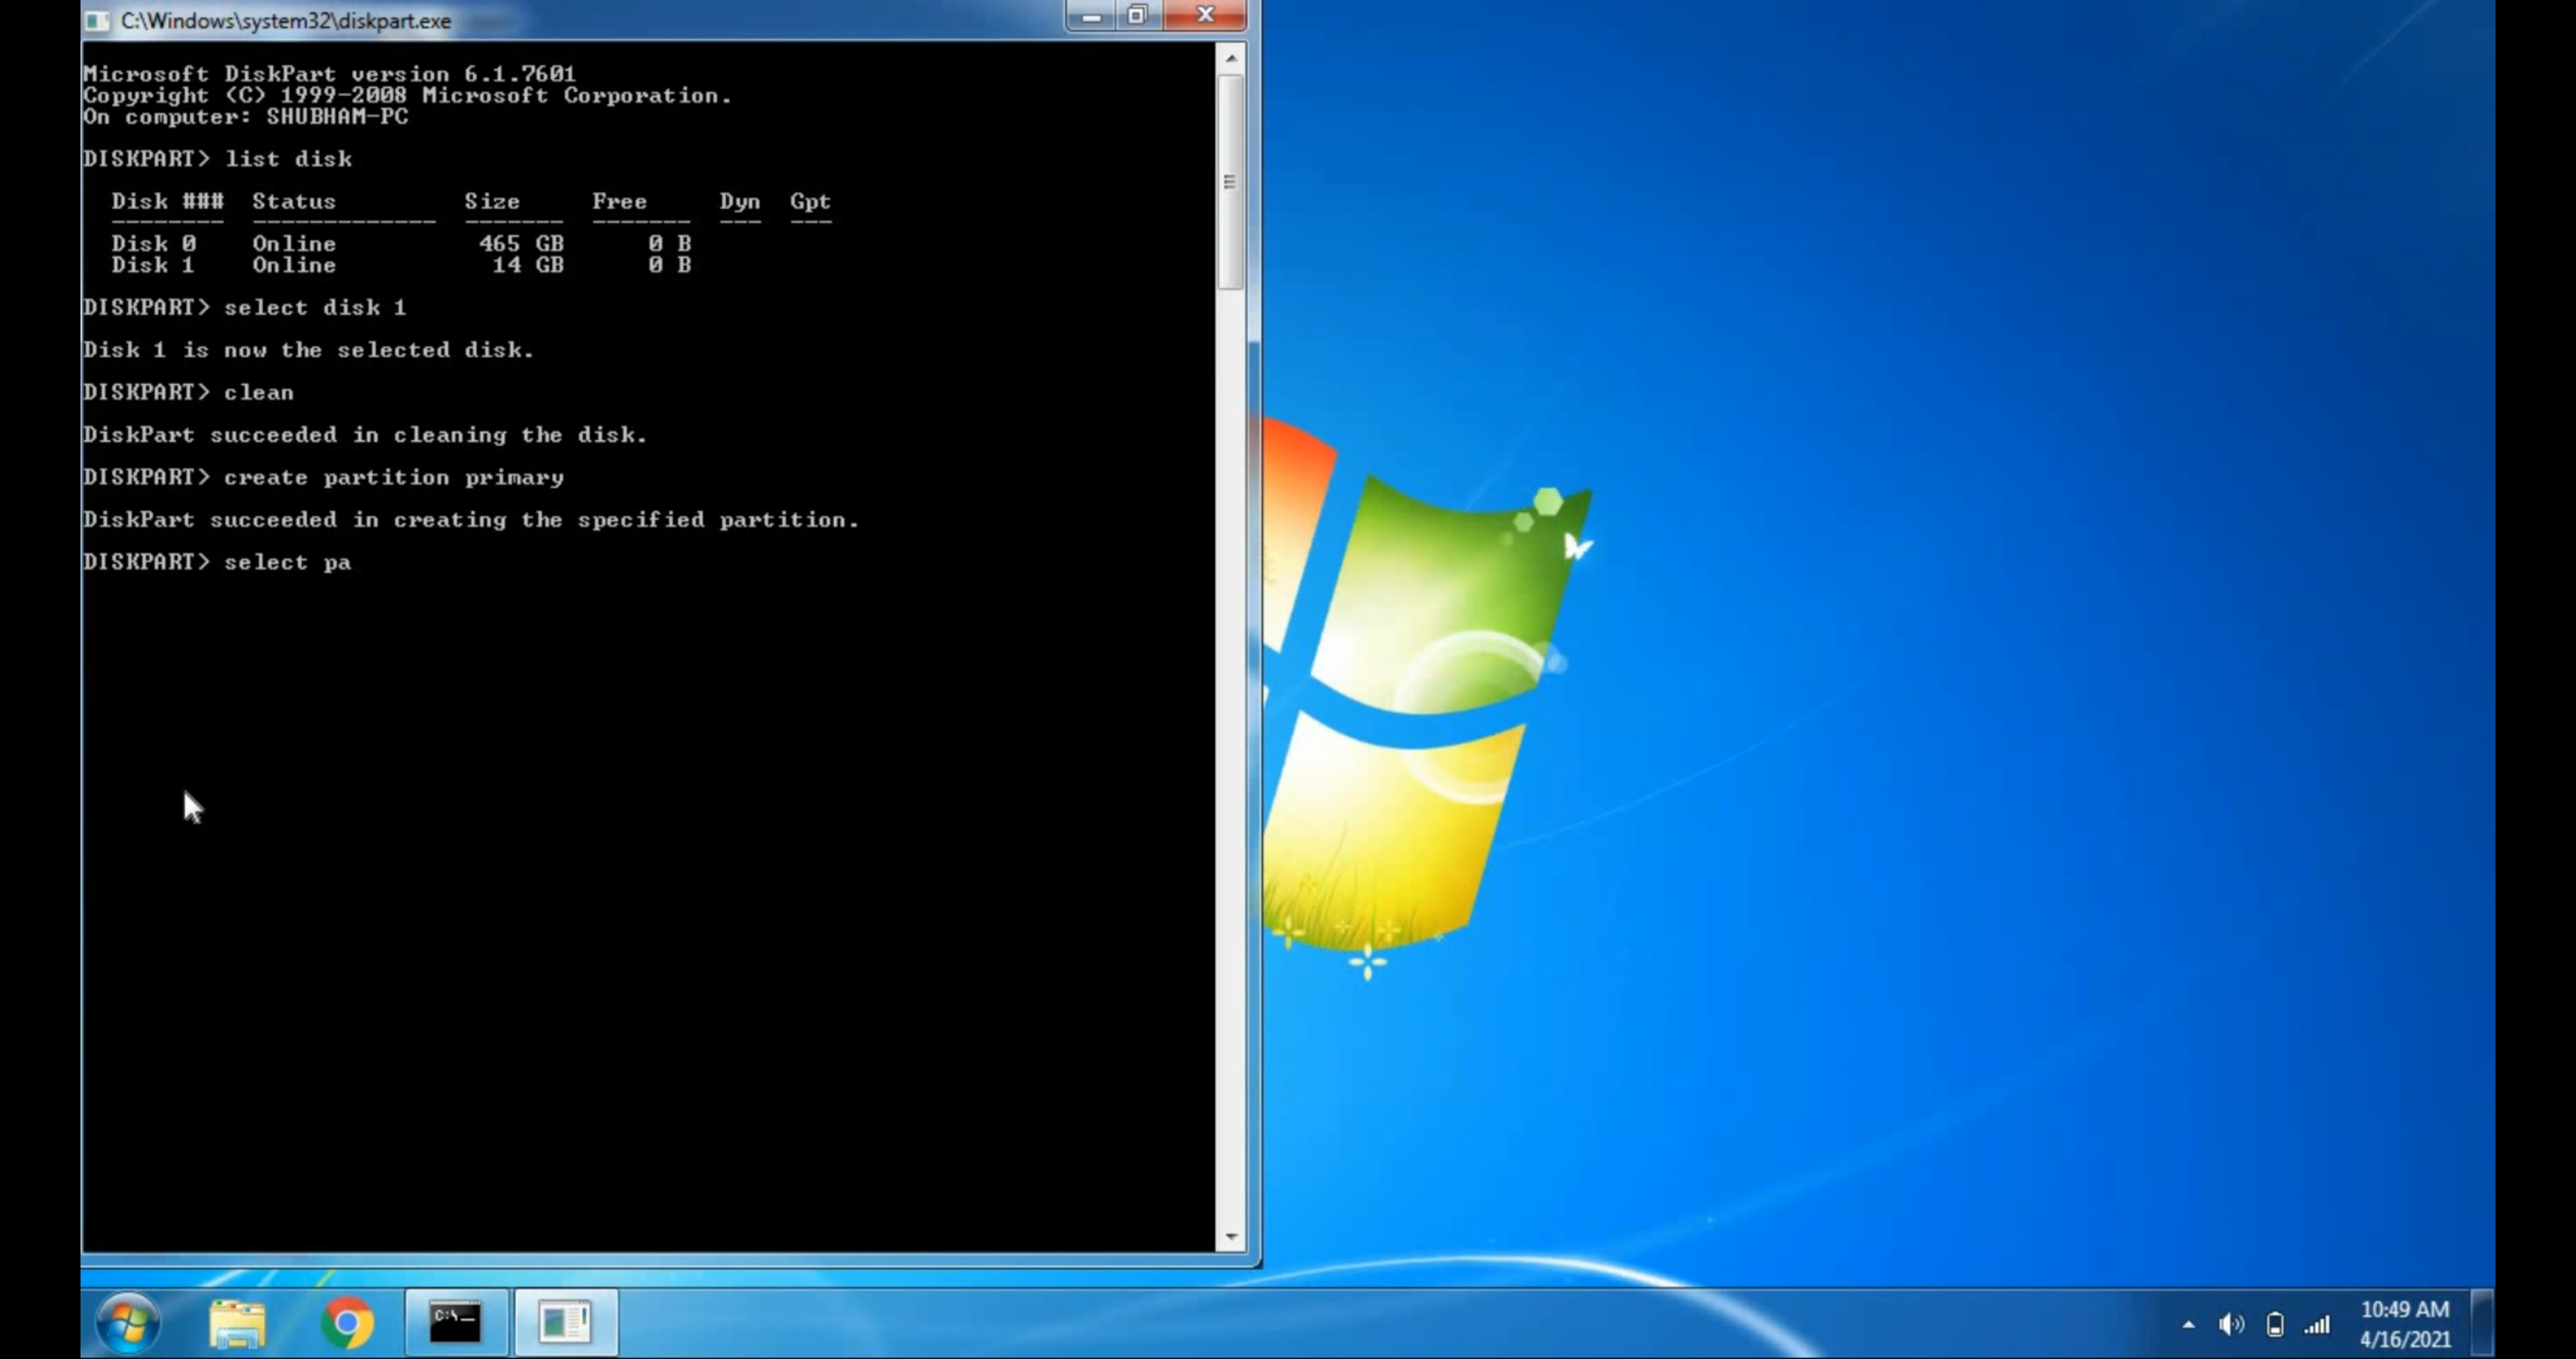 C:\Windows\system32\diskpart.exe
Microsoft DiskPart version 6.1.7601
Copyright (C) 1999-2008 Microsoft Corporation.
On computer: SHUBHAM-PC
DISKPART> list disk
Disk ### Status Size Free Dyn Gpt
-------- ------------- ------- ------- --- ---
Disk 0 Online 465 GB 0 B
Disk 1 Online 14 GB 0 B
DISKPART> select disk 1
Disk 1 is now the selected disk.
DISKPART> clean
DiskPart succeeded in cleaning the disk.
DISKPART> create partition primary
DiskPart succeeded in creating the specified partition.
DISKPART> select pa
C:\_
10:49 AM
4/16/2021